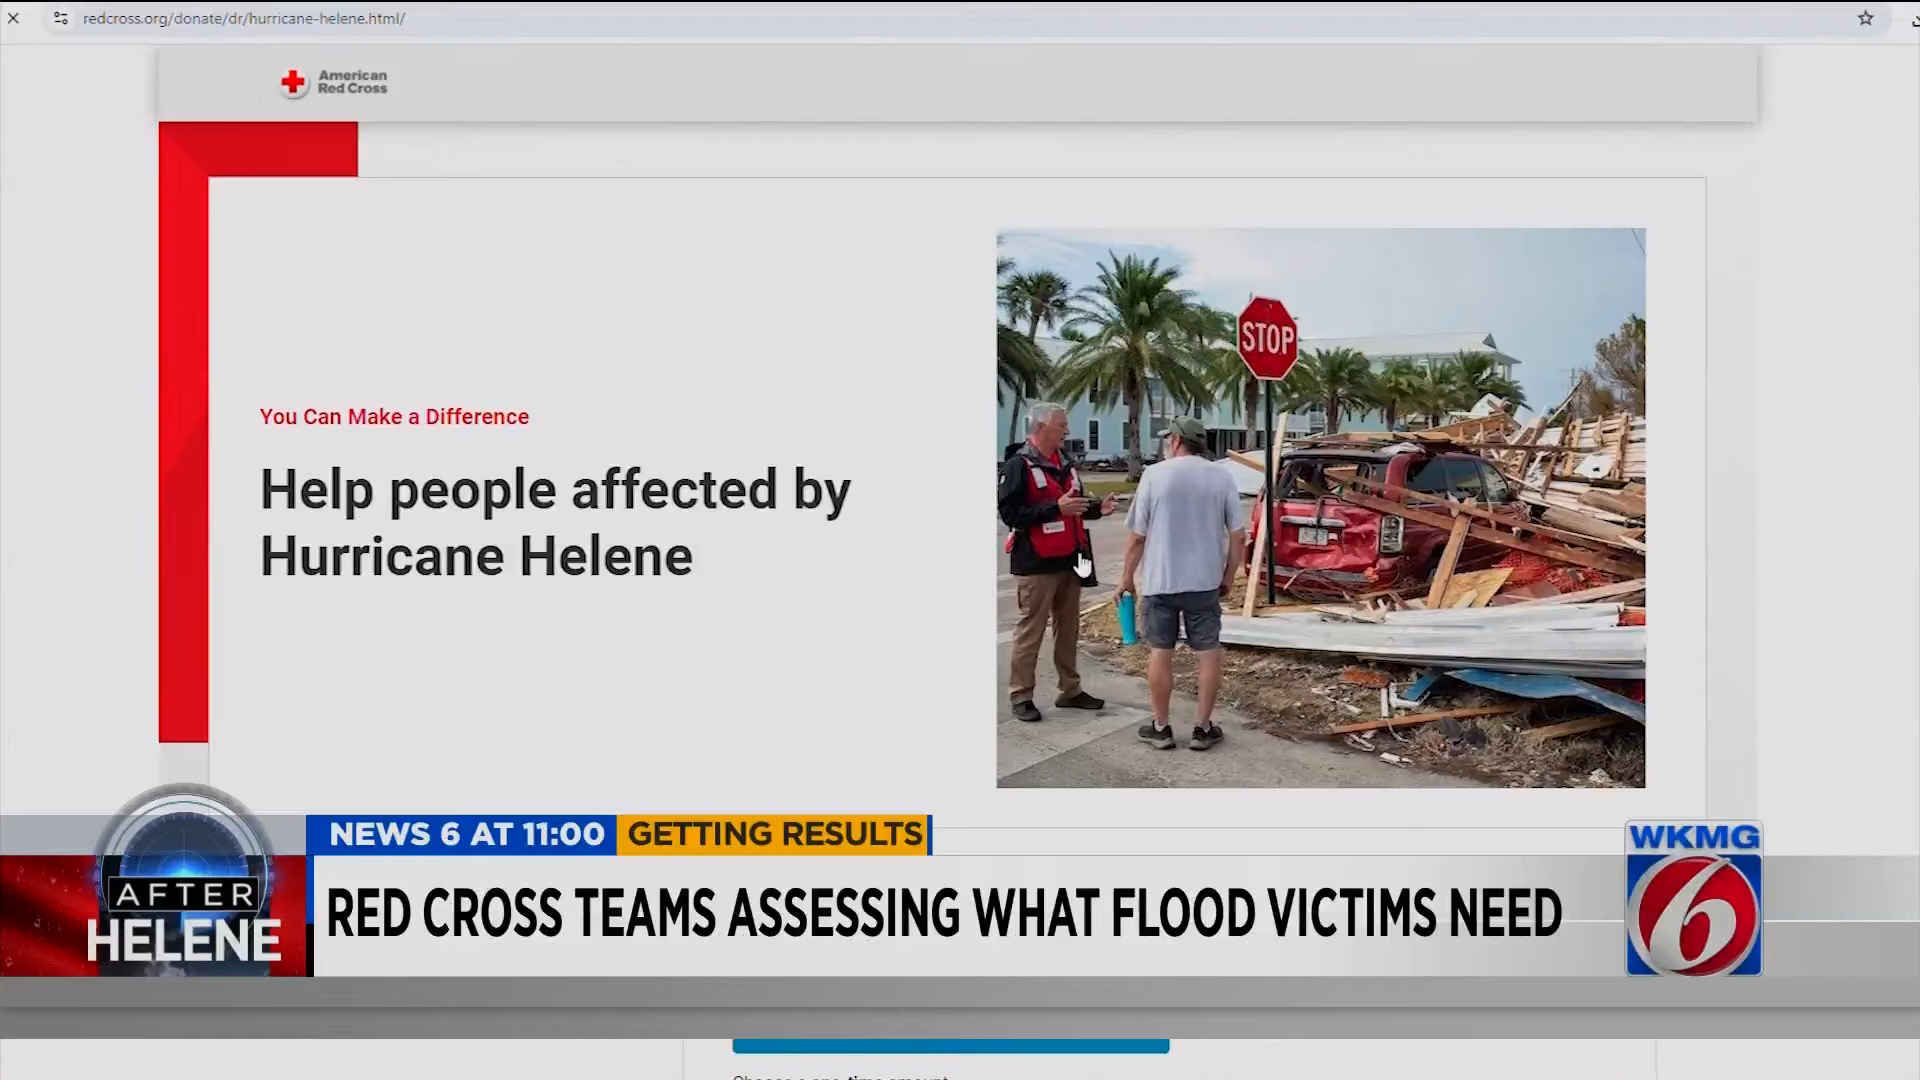 redcross.org/donate/dr/hurricane-helene.html/
American
Red Cross
You Can Make a Difference
Help people affected by
Hurricane Helene
STOP
NEWS 6 AT 11:00 GETTING RESULTS
AFTER
HELENE
RED CROSS TEAMS ASSESSING WHAT FLOOD VICTIMS NEED
WKMG
6